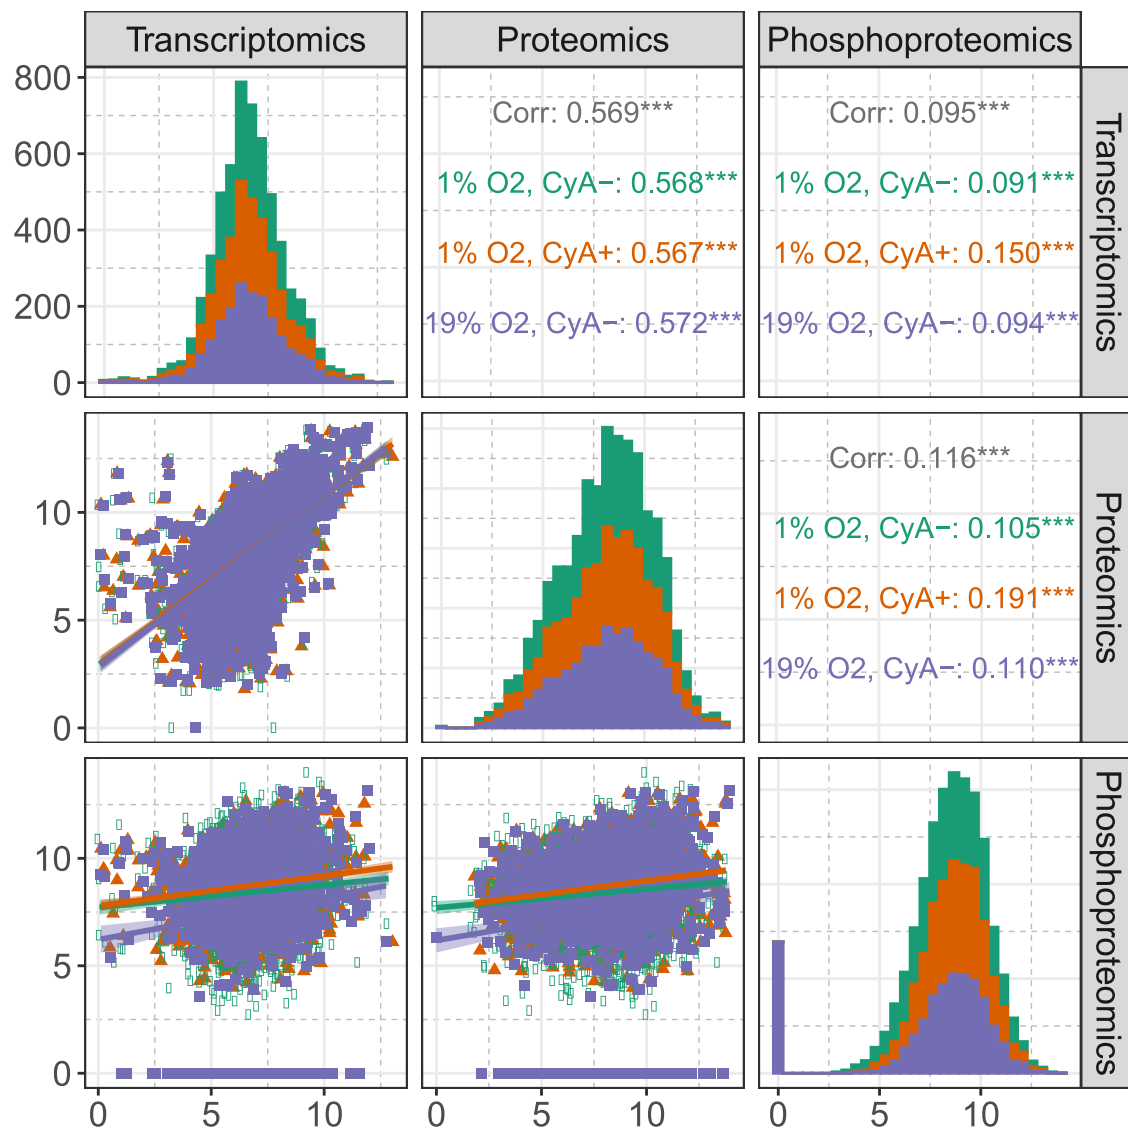 Transcriptomics
Proteomics
Phosphoproteomics
800
600
400
200
0
Corr: 0.569***
1% O2, CyA−: 0.568***
1% O2, CyA+: 0.567***
19% O2, CyA−: 0.572***
Corr: 0.095***
1% O2, CyA−: 0.091***
1% O2, CyA+: 0.150***
19% O2, CyA−: 0.094***
Transcriptomics
10
5
0
Corr: 0.116***
1% O2, CyA−: 0.105***
1% O2, CyA+: 0.191***
19% O2, CyA−: 0.110***
Proteomics
10
5
0
Phosphoproteomics
0 5 10
0 5 10
0 5 10